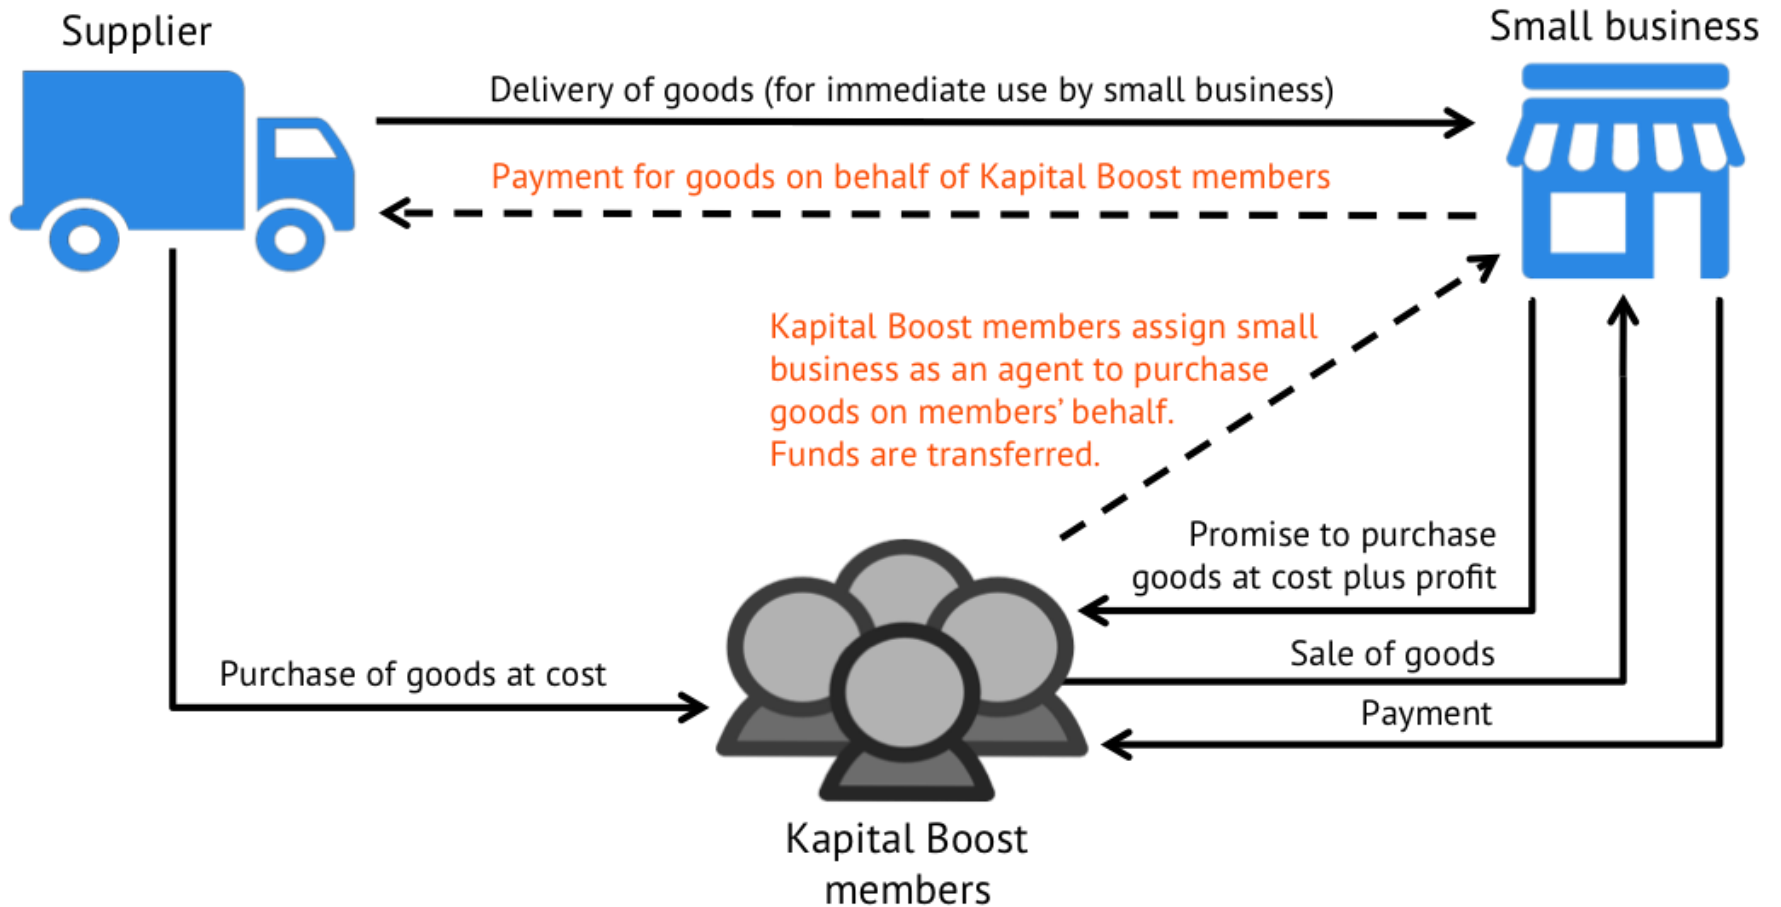 Supplier
Small business
Delivery of goods (for immediate use by small business)
Payment for goods on behalf of Kapital Boost members
Kapital Boost members assign small
business as an agent to purchase
goods on members’ behalf.
Funds are transferred.
Promise to purchase
goods at cost plus profit
Sale of goods
Purchase of goods at cost
Payment
Kapital Boost
members